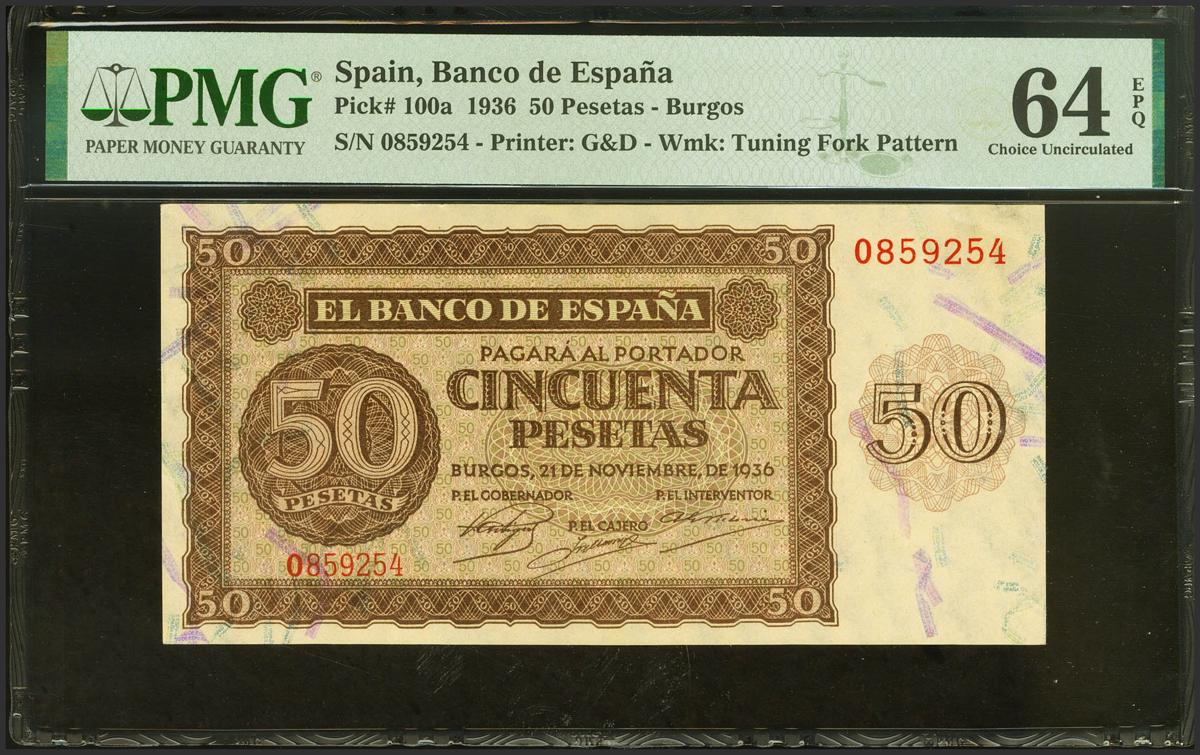 PMG®
PAPER MONEY GUARANTY
Spain, Banco de España
Pick# 100a 1936 50 Pesetas - Burgos
S/N 0859254 - Printer: G&D - Wmk: Tuning Fork Pattern
64 EPQ
Choice Uncirculated
50 50
0859254
EL BANCO DE ESPAÑA
PAGARÁ AL PORTADOR
CINCUENTA
PESETAS
50
PESETAS
50
BURGOS, 21 DE NOVIEMBRE, DE 1936
P.EL GOBERNADOR P.EL INTERVENTOR
P.EL CAJERO
0859254
50 50